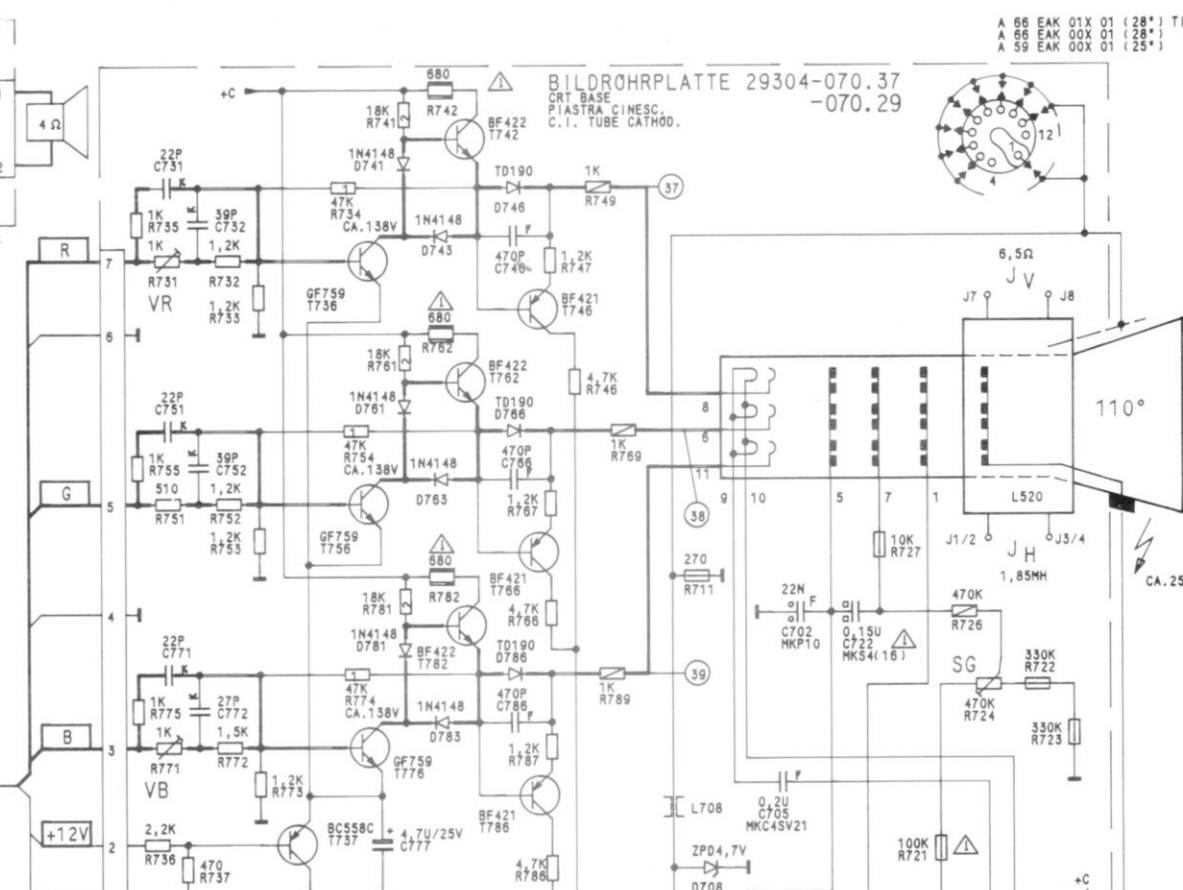 A 66 EAK 01X 01 (28")
A 66 EAK 00X 01 (28")
A 59 EAK 00X 01 (25")
BILDRÖHRPLATTE 29304-070.37
-070.29
CRT BASE
PIASTRA CINESC.
C.I. TUBE CATHOD.
+C
4 Ω
680
R742
18K
R741
2
BF422
T742
1N4148
D741
TD190
D746
1K
R749
37
12
1
4
22P
C731
K
1K
R735
K
39P
C732
1
47K
R734
CA.138V
1N4148
D743
F
470P
C746
1,2K
R747
R
7
1K
R731
VR
1,2K
R732
1,2K
R733
GF759
T736
BF421
T746
6,5Ω
JV
J7
J8
6
680
R762
18K
R761
2
BF422
T762
1N4148
D761
TD190
D766
4,7K
R746
110°
22P
C751
K
1K
R755
K
39P
C752
1
47K
R754
CA.138V
1N4148
D763
470P
C766
F
1K
R769
8
6
11
9
10
5
7
1
L520
38
G
5
510
R751
1,2K
R752
1,2K
R753
GF759
T756
1,2K
R767
BF421
T766
J1/2
J3/4
JH
1,85MH
CA.25
10K
R727
680
R782
18K
R781
2
4,7K
R766
270
R711
22N
F
C702
MKP10
F
0,15U
C722
MKS4(16)
470K
R726
4
22P
C771
K
1N4148
D781
BF422
T782
TD190
D786
1K
R789
39
SG
470K
R724
330K
R722
330K
R723
1K
R775
K
27P
C772
1
47K
R774
CA.138V
1N4148
D783
470P
C786
F
B
3
1K
R771
VB
1,5K
R772
1,2K
R773
GF759
T776
1,2K
R787
BF421
T786
L708
F
0,2U
C705
MKC4SV21
+12V
2
2,2K
R736
470
R737
BC558C
T737
+
4,7U/25V
C777
4,7K
R786
ZPD4,7V
D708
100K
R721
+C